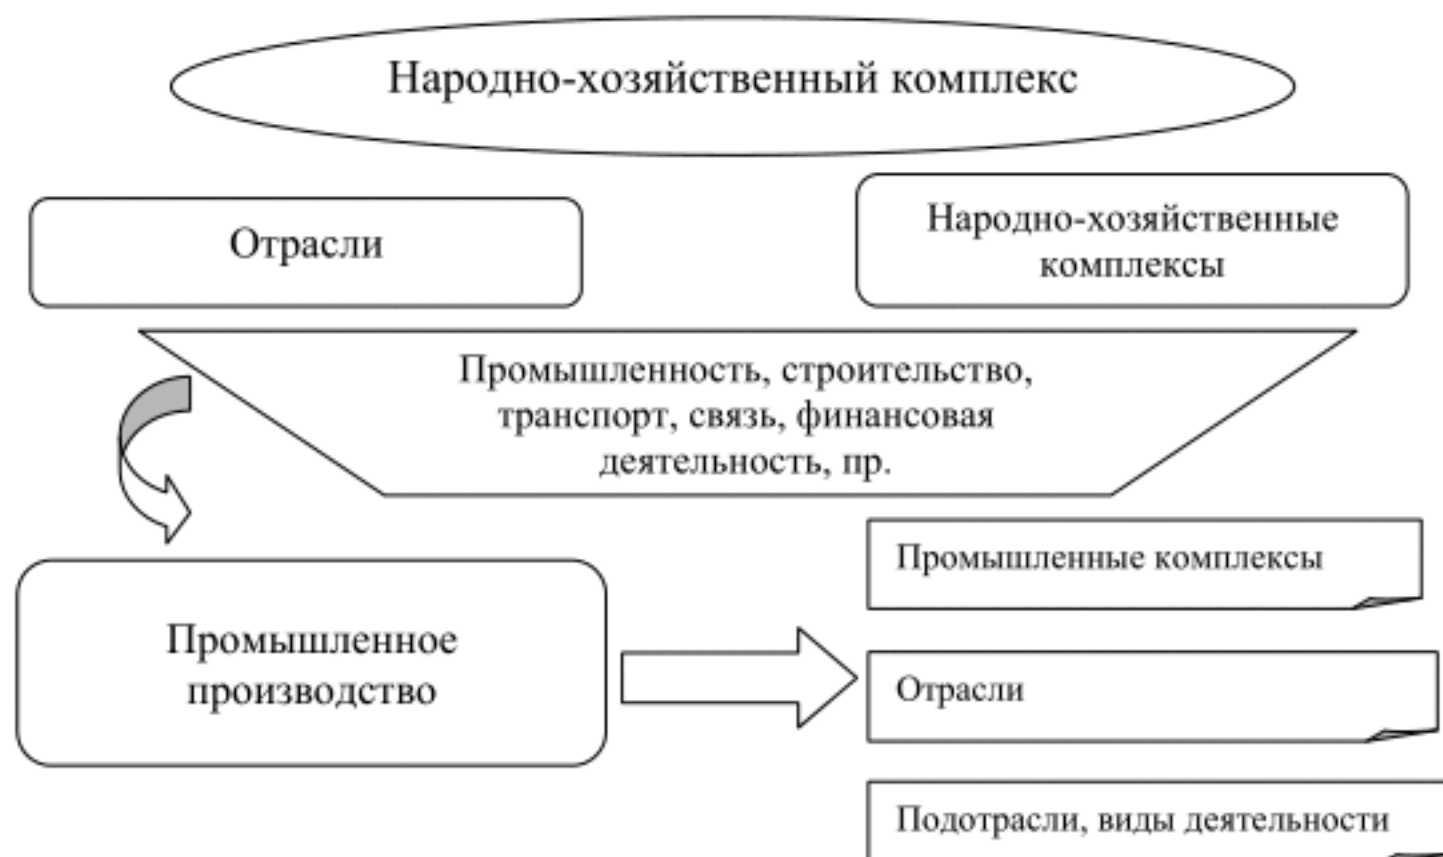 Народно-хозяйственный комплекс
Отрасли
Народно-хозяйственные
комплексы
Промышленность, строительство,
транспорт, связь, финансовая
деятельность, пр.
Промышленное
производство
Промышленные комплексы
Отрасли
Подотрасли, виды деятельности